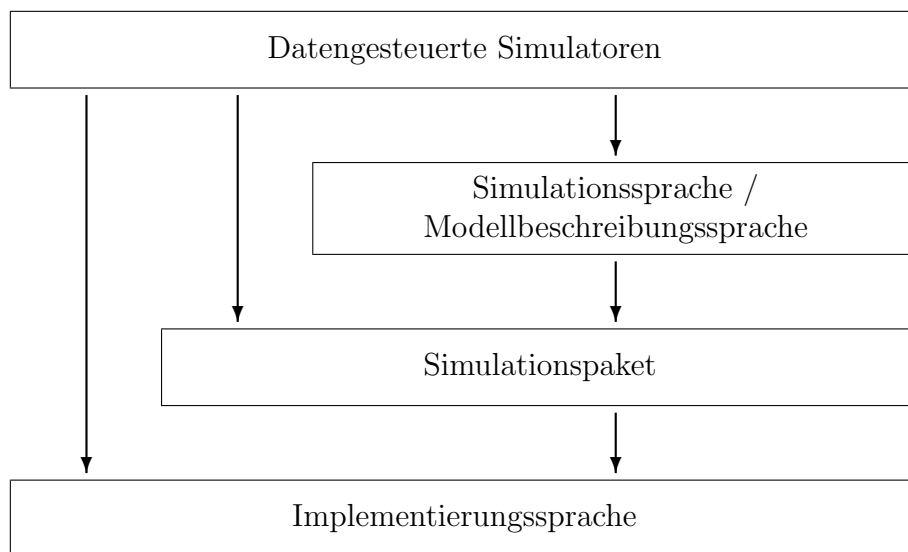 Datengesteuerte Simulatoren
Simulationssprache /
Modellbeschreibungssprache
Simulationspaket
Implementierungssprache